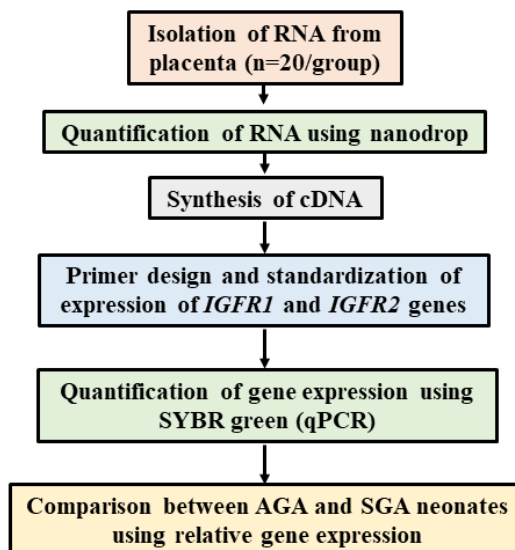 Isolation of RNA from
placenta (n=20/group)
Quantification of RNA using nanodrop
Synthesis of cDNA
Primer design and standardization of
expression of IGFR1 and IGFR2 genes
Quantification of gene expression using
SYBR green (qPCR)
Comparison between AGA and SGA neonates
using relative gene expression